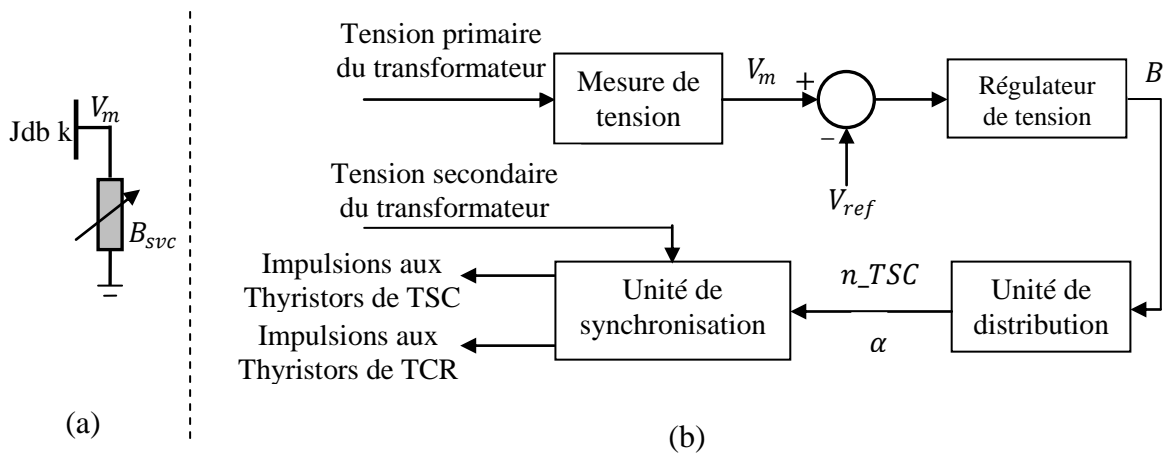 V_m
Jdb k
B_svc
(a)
Tension primaire
du transformateur
Mesure de
tension
V_m
+
−
V_ref
Régulateur
de tension
B
Tension secondaire
du transformateur
Impulsions aux
Thyristors de TSC
Impulsions aux
Thyristors de TCR
Unité de
synchronisation
n_TSC
α
Unité de
distribution
(b)